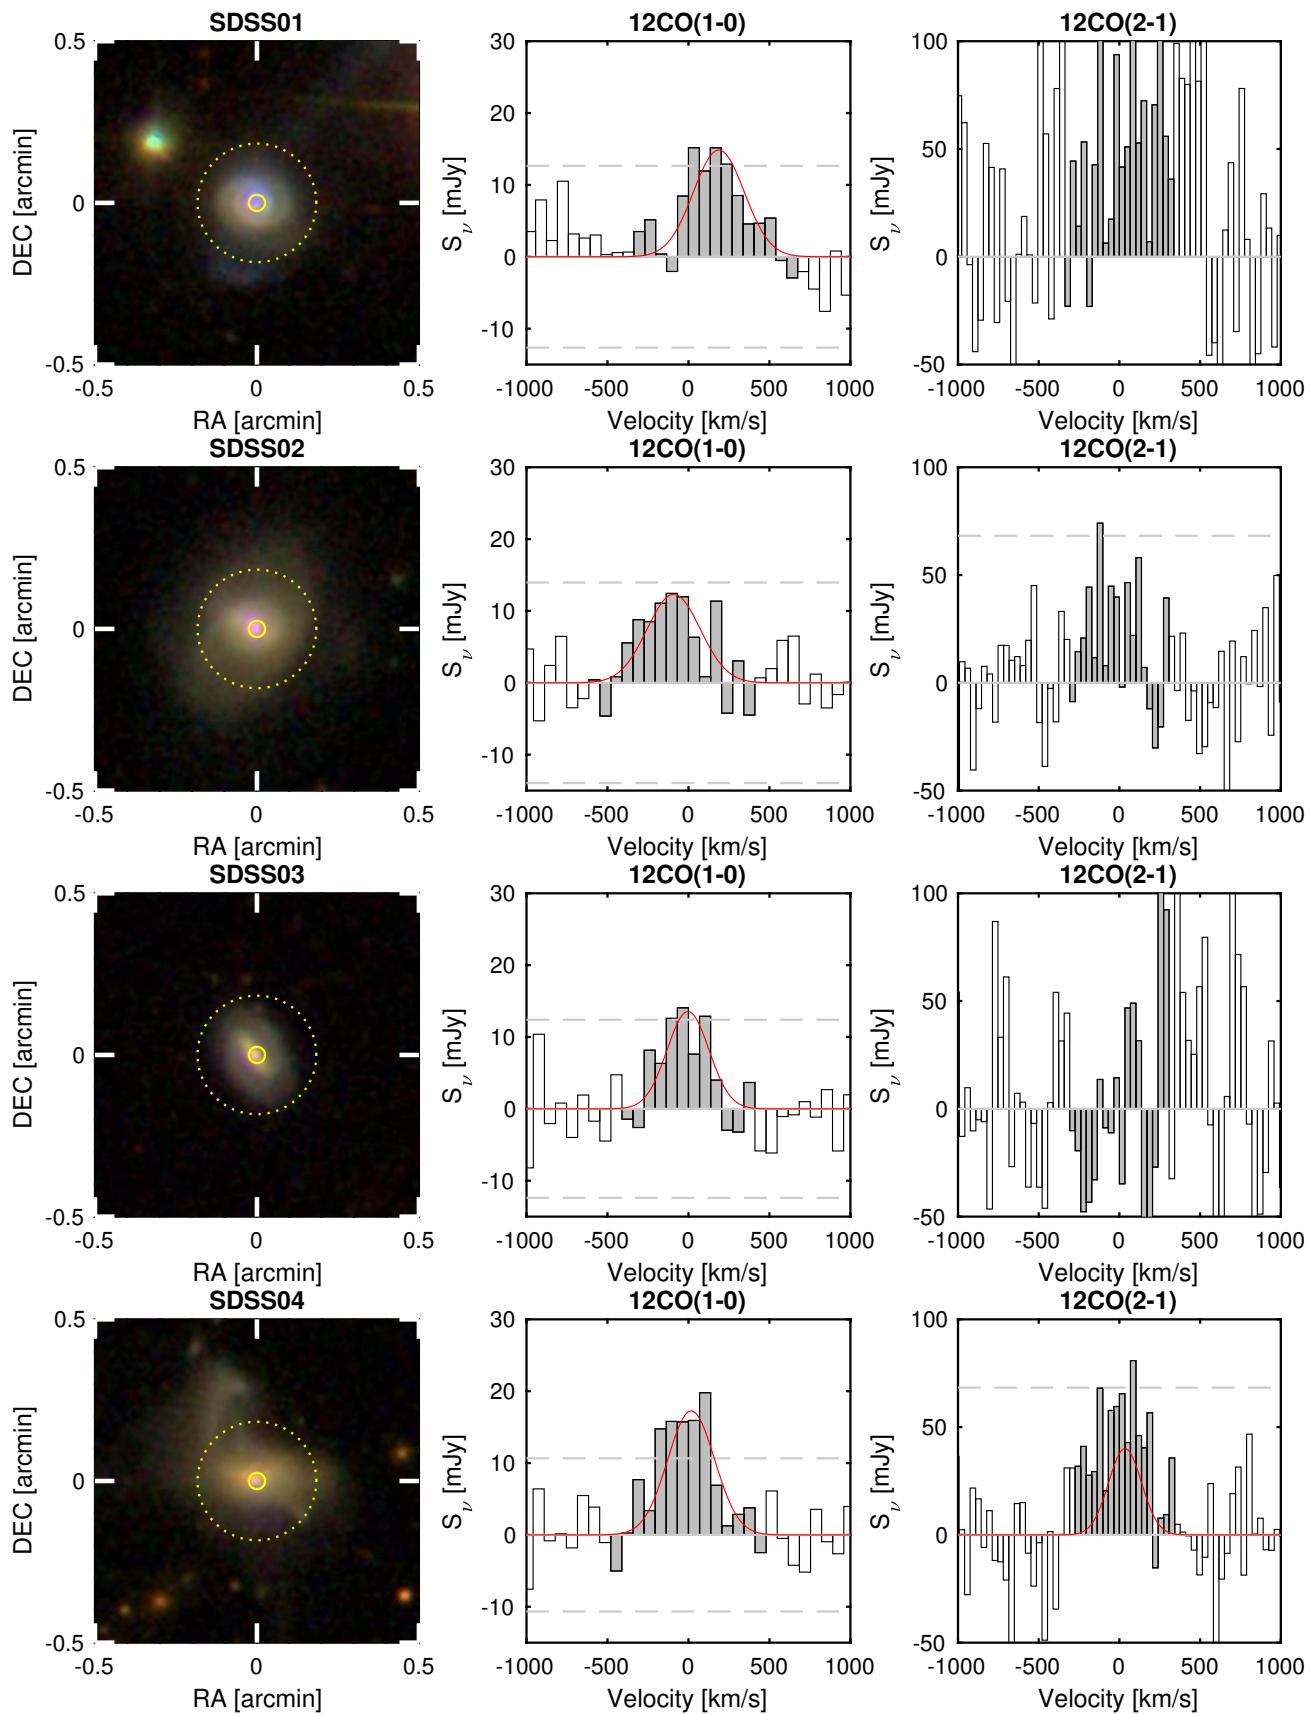 SDSS01 12CO(1-0) 12CO(2-1)
0.5 30 100
20
50
DEC [arcmin] 0 S_ν [mJy] 10 S_ν [mJy]
0 0
-10
-0.5 -50
-0.5 0 0.5 -1000 -500 0 500 1000 -1000 -500 0 500 1000
RA [arcmin] Velocity [km/s] Velocity [km/s]
SDSS02 12CO(1-0) 12CO(2-1)
0.5 30 100
20
50
DEC [arcmin] 0 S_ν [mJy] 10 S_ν [mJy]
0 0
-10
-0.5 -50
-0.5 0 0.5 -1000 -500 0 500 1000 -1000 -500 0 500 1000
RA [arcmin] Velocity [km/s] Velocity [km/s]
SDSS03 12CO(1-0) 12CO(2-1)
0.5 30 100
20
50
DEC [arcmin] 0 S_ν [mJy] 10 S_ν [mJy]
0 0
-10
-0.5 -50
-0.5 0 0.5 -1000 -500 0 500 1000 -1000 -500 0 500 1000
RA [arcmin] Velocity [km/s] Velocity [km/s]
SDSS04 12CO(1-0) 12CO(2-1)
0.5 30 100
20
50
DEC [arcmin] 0 S_ν [mJy] 10 S_ν [mJy]
0 0
-10
-0.5 -50
-0.5 0 0.5 -1000 -500 0 500 1000 -1000 -500 0 500 1000
RA [arcmin] Velocity [km/s] Velocity [km/s]